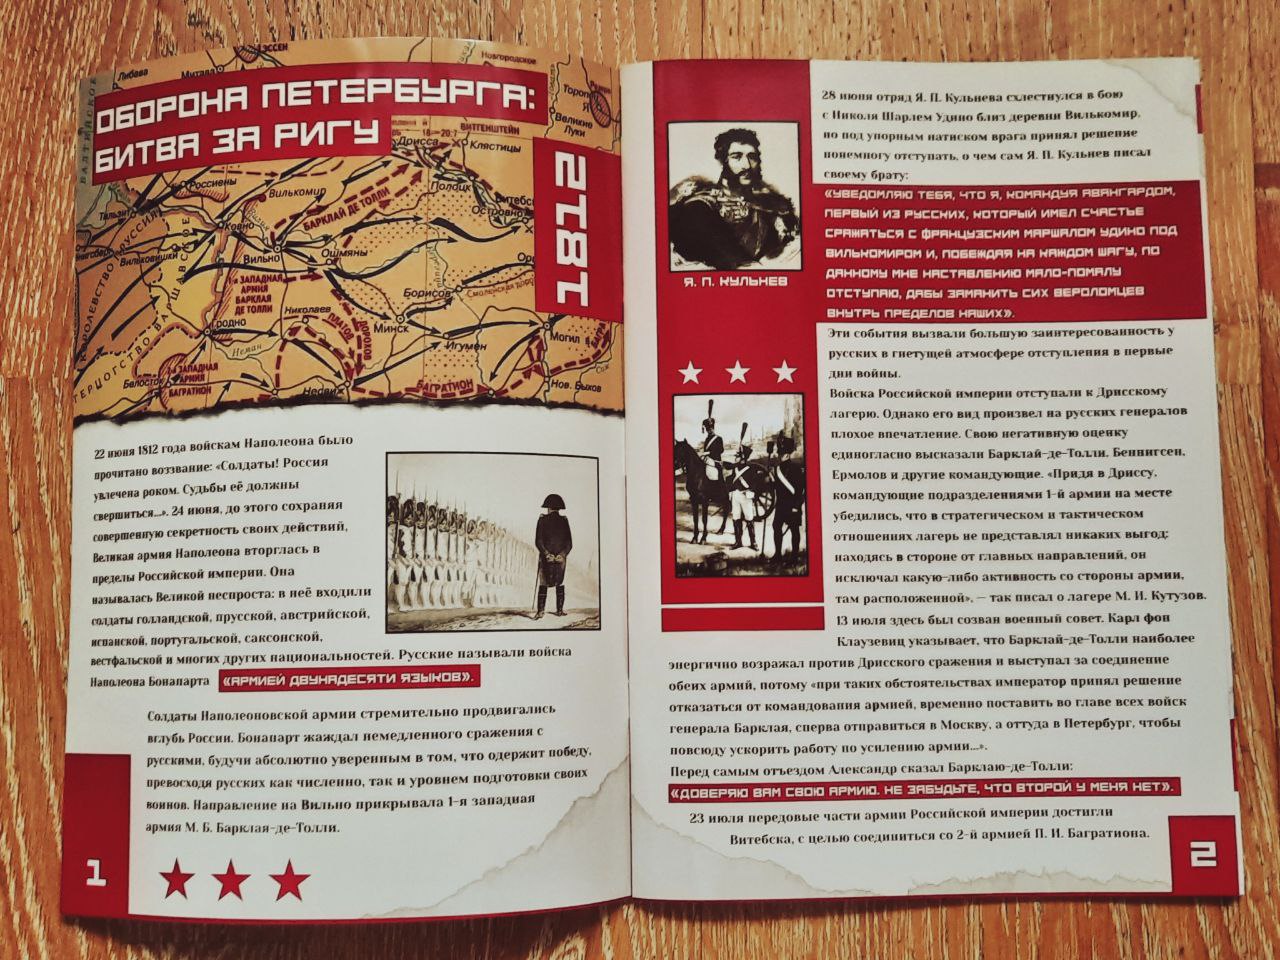 ЭССЕН
Новгородское
Либава
Митава
Торопец
Великие
Луки
БАЛТИЙСКОЕ
ОБОРОНА ПЕТЕРБУРГА:
БИТВА ЗА РИГУ
1812
18-20.7
ВИТГЕНШТЕЙН
Дрисса
Клястицы
Россиены
Вилькомир
Полоцк
Витебск
Островно
Тильзит
БАРКЛАЙ ДЕ ТОЛЛИ
Ковно
Вильно
Ошмяны
Вилковишки
КОРОЛЕВСТВО
ПРУССИЯ
ВАРШАВСКОЕ
ГЕРЦОГСТВО
1-я ЗАПАДНАЯ
АРМИЯ
БАРКЛАЯ
ДЕ ТОЛЛИ
Борисов
Смоленская
Гродно
Николаев
ПЛАТОВ
ДОРОХОВ
Минск
Игумен
Могилев
Неман
Белосток
2-я ЗАПАДНАЯ
АРМИЯ
БАГРАТИОН
Несвиж
БАГРАТИОН
Нов. Быхов
22 июня 1812 года войскам Наполеона было
прочитано воззвание: «Солдаты! Россия
увлечена роком. Судьбы её должны
свершиться...». 24 июня, до этого сохраняя
совершенную секретность своих действий,
Великая армия Наполеона вторглась в
пределы Российской империи. Она
называлась Великой неспроста: в неё входили
солдаты голландской, прусской, австрийской,
испанской, португальской, саксонской,
вестфальской и многих других национальностей. Русские называли войска
Наполеона Бонапарта «АРМИЕЙ ДВУНАДЕСЯТИ ЯЗЫКОВ».
Солдаты Наполеоновской армии стремительно продвигались
вглубь России. Бонапарт жаждал немедленного сражения с
русскими, будучи абсолютно уверенным в том, что одержит победу,
превосходя русских как численно, так и уровнем подготовки своих
воинов. Направление на Вильно прикрывала 1-я западная
армия М. Б. Барклая-де-Толли.
1
28 июня отряд Я. П. Кульнева схлестнулся в бою
с Николя Шарлем Удино близ деревни Вилькомир,
но под упорным натиском врага принял решение
понемногу отступать, о чем сам Я. П. Кульнев писал
своему брату:
«УВЕДОМЛЯЮ ТЕБЯ, ЧТО Я, КОМАНДУЯ АВАНГАРДОМ,
ПЕРВЫЙ ИЗ РУССКИХ, КОТОРЫЙ ИМЕЛ СЧАСТЬЕ
СРАЖАТЬСЯ С ФРАНЦУЗСКИМ МАРШАЛОМ УДИНО ПОД
ВИЛЬКОМИРОМ И, ПОБЕЖДАЯ НА КАЖДОМ ШАГУ, ПО
ДАННОМУ МНЕ НАСТАВЛЕНИЮ МАЛО-ПОМАЛУ
ОТСТУПАЮ, ДАБЫ ЗАМАНИТЬ СИХ ВЕРОЛОМЦЕВ
ВНУТРЬ ПРЕДЕЛОВ НАШИХ».
Я. П. КУЛЬНЕВ
Эти события вызвали большую заинтересованность у
русских в гнетущей атмосфере отступления в первые
дни войны.
Войска Российской империи отступали к Дрисскому
лагерю. Однако его вид произвел на русских генералов
плохое впечатление. Свою негативную оценку
единогласно высказали Барклай-де-Толли, Беннигсен,
Ермолов и другие командующие. «Придя в Дриссу,
командующие подразделениями 1-й армии на месте
убедились, что в стратегическом и тактическом
отношениях лагерь не представлял никаких выгод:
находясь в стороне от главных направлений, он
исключал какую-либо активность со стороны армии,
там расположенной», — так писал о лагере М. И. Кутузов.
13 июля здесь был созван военный совет. Карл фон
Клаузевиц указывает, что Барклай-де-Толли наиболее
энергично возражал против Дрисского сражения и выступал за соединение
обеих армий, потому «при таких обстоятельствах император принял решение
отказаться от командования армией, временно поставить во главе всех войск
генерала Барклая, сперва отправиться в Москву, а оттуда в Петербург, чтобы
повсюду ускорить работу по усилению армии...».
Перед самым отъездом Александр сказал Барклаю-де-Толли:
«ДОВЕРЯЮ ВАМ СВОЮ АРМИЮ. НЕ ЗАБУДЬТЕ, ЧТО ВТОРОЙ У МЕНЯ НЕТ».
23 июля передовые части армии Российской империи достигли
Витебска, с целью соединиться со 2-й армией П. И. Багратиона.
2